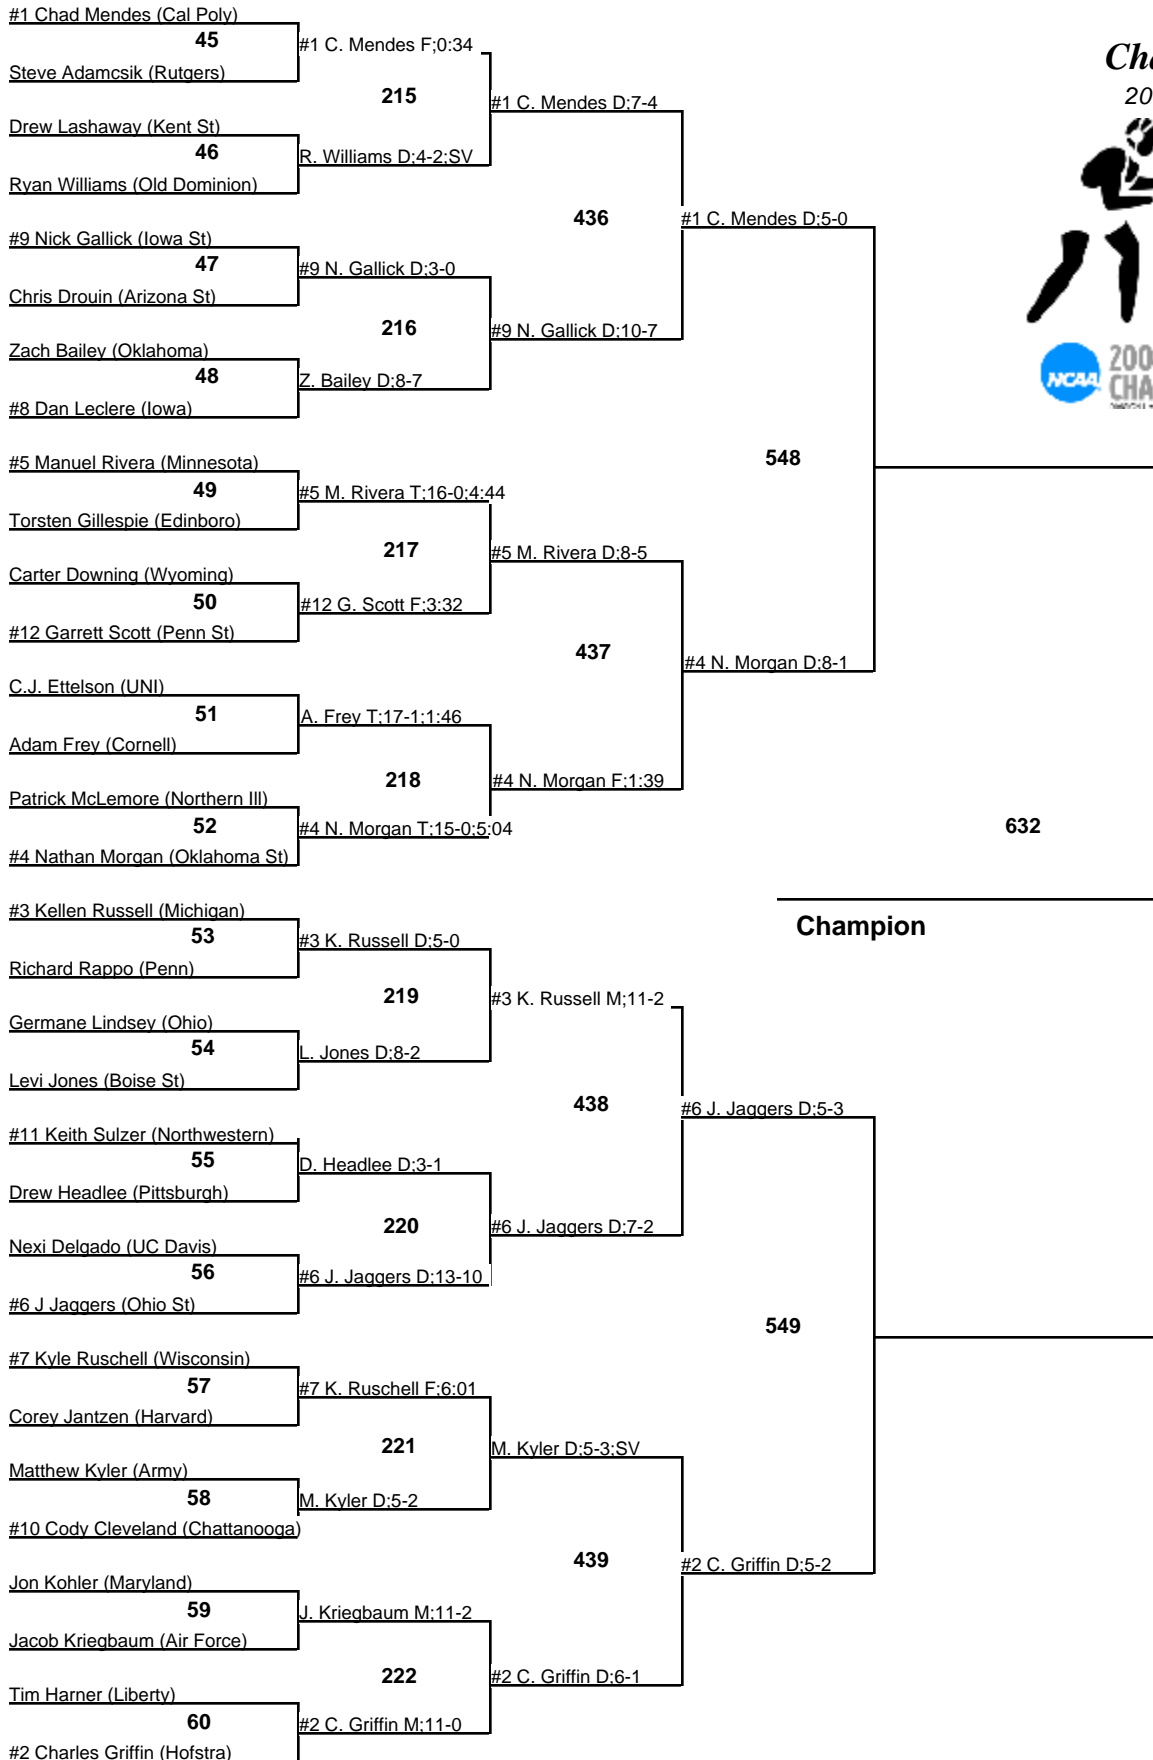 #1 Chad Mendes (Cal Poly)
45
#1 C. Mendes F;0:34
Steve Adamcsik (Rutgers)
215
#1 C. Mendes D;7-4
Drew Lashaway (Kent St)
46
R. Williams D;4-2;SV
Ryan Williams (Old Dominion)
436
#1 C. Mendes D;5-0
#9 Nick Gallick (Iowa St)
47
#9 N. Gallick D;3-0
Chris Drouin (Arizona St)
216
#9 N. Gallick D;10-7
Zach Bailey (Oklahoma)
48
Z. Bailey D;8-7
#8 Dan Leclere (Iowa)
548
#5 Manuel Rivera (Minnesota)
49
#5 M. Rivera T;16-0;4:44
Torsten Gillespie (Edinboro)
217
#5 M. Rivera D;8-5
Carter Downing (Wyoming)
50
#12 G. Scott F;3:32
#12 Garrett Scott (Penn St)
437
#4 N. Morgan D;8-1
C.J. Ettelson (UNI)
51
A. Frey T;17-1;1:46
Adam Frey (Cornell)
218
#4 N. Morgan F;1:39
Patrick McLemore (Northern Ill)
52
#4 N. Morgan T;15-0;5:04
#4 Nathan Morgan (Oklahoma St)
632
Champion
#3 Kellen Russell (Michigan)
53
#3 K. Russell D;5-0
Richard Rappo (Penn)
219
#3 K. Russell M;11-2
Germane Lindsey (Ohio)
54
L. Jones D;8-2
Levi Jones (Boise St)
438
#6 J. Jaggers D;5-3
#11 Keith Sulzer (Northwestern)
55
D. Headlee D;3-1
Drew Headlee (Pittsburgh)
220
#6 J. Jaggers D;7-2
Nexi Delgado (UC Davis)
56
#6 J. Jaggers D;13-10
#6 J Jaggers (Ohio St)
549
#7 Kyle Ruschell (Wisconsin)
57
#7 K. Ruschell F;6:01
Corey Jantzen (Harvard)
221
M. Kyler D;5-3;SV
Matthew Kyler (Army)
58
M. Kyler D;5-2
#10 Cody Cleveland (Chattanooga)
439
#2 C. Griffin D;5-2
Jon Kohler (Maryland)
59
J. Kriegbaum M;11-2
Jacob Kriegbaum (Air Force)
222
#2 C. Griffin D;6-1
Tim Harner (Liberty)
60
#2 C. Griffin M;11-0
#2 Charles Griffin (Hofstra)
Cha
20
NCAA
200
CHA